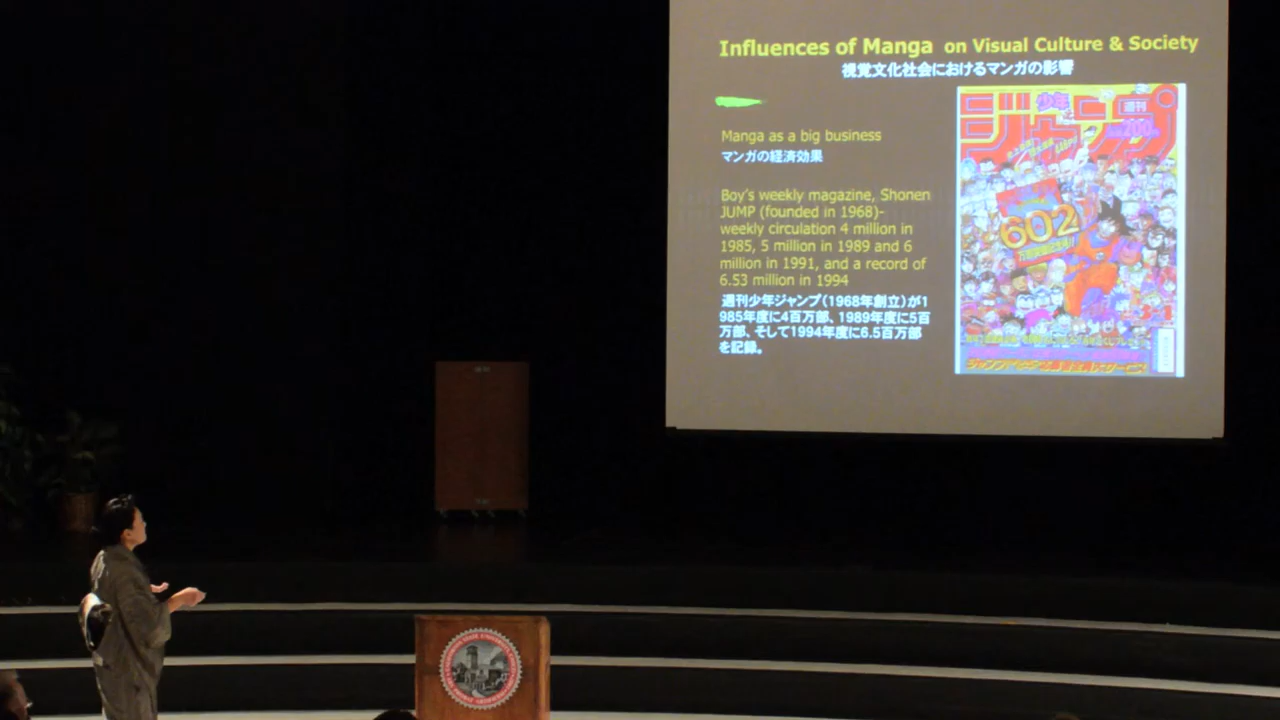 Influences of Manga on Visual Culture & Society
視覚文化社会におけるマンガの影響
Manga as a big business
マンガの経済効果
Boy's weekly magazine, Shonen
JUMP (founded in 1968)-
weekly circulation 4 million in
1985, 5 million in 1989 and 6
million in 1991, and a record of
6.53 million in 1994
週刊少年ジャンプ(1968年創立)が1
985年度に4百万部、1989年度に5百
万部、そして1994年度に6.5百万部
を記録。
週刊
少年
ジャンプ
602